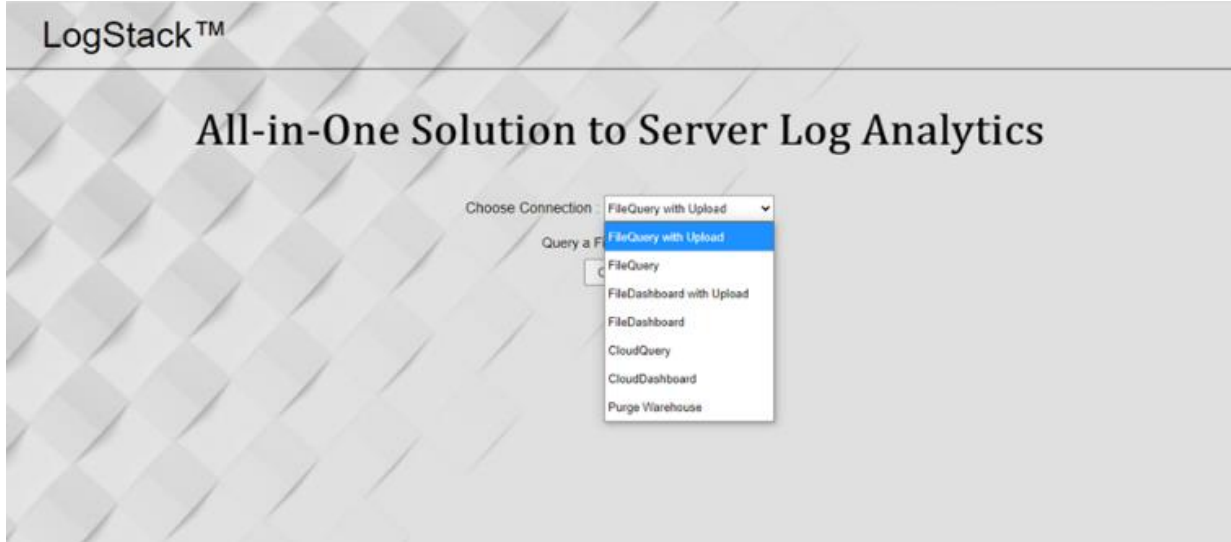 LogStack™
All-in-One Solution to Server Log Analytics
Choose Connection : FileQuery with Upload
Query a
FileQuery with Upload
FileQuery
FileDashboard with Upload
FileDashboard
CloudQuery
CloudDashboard
Purge Warehouse